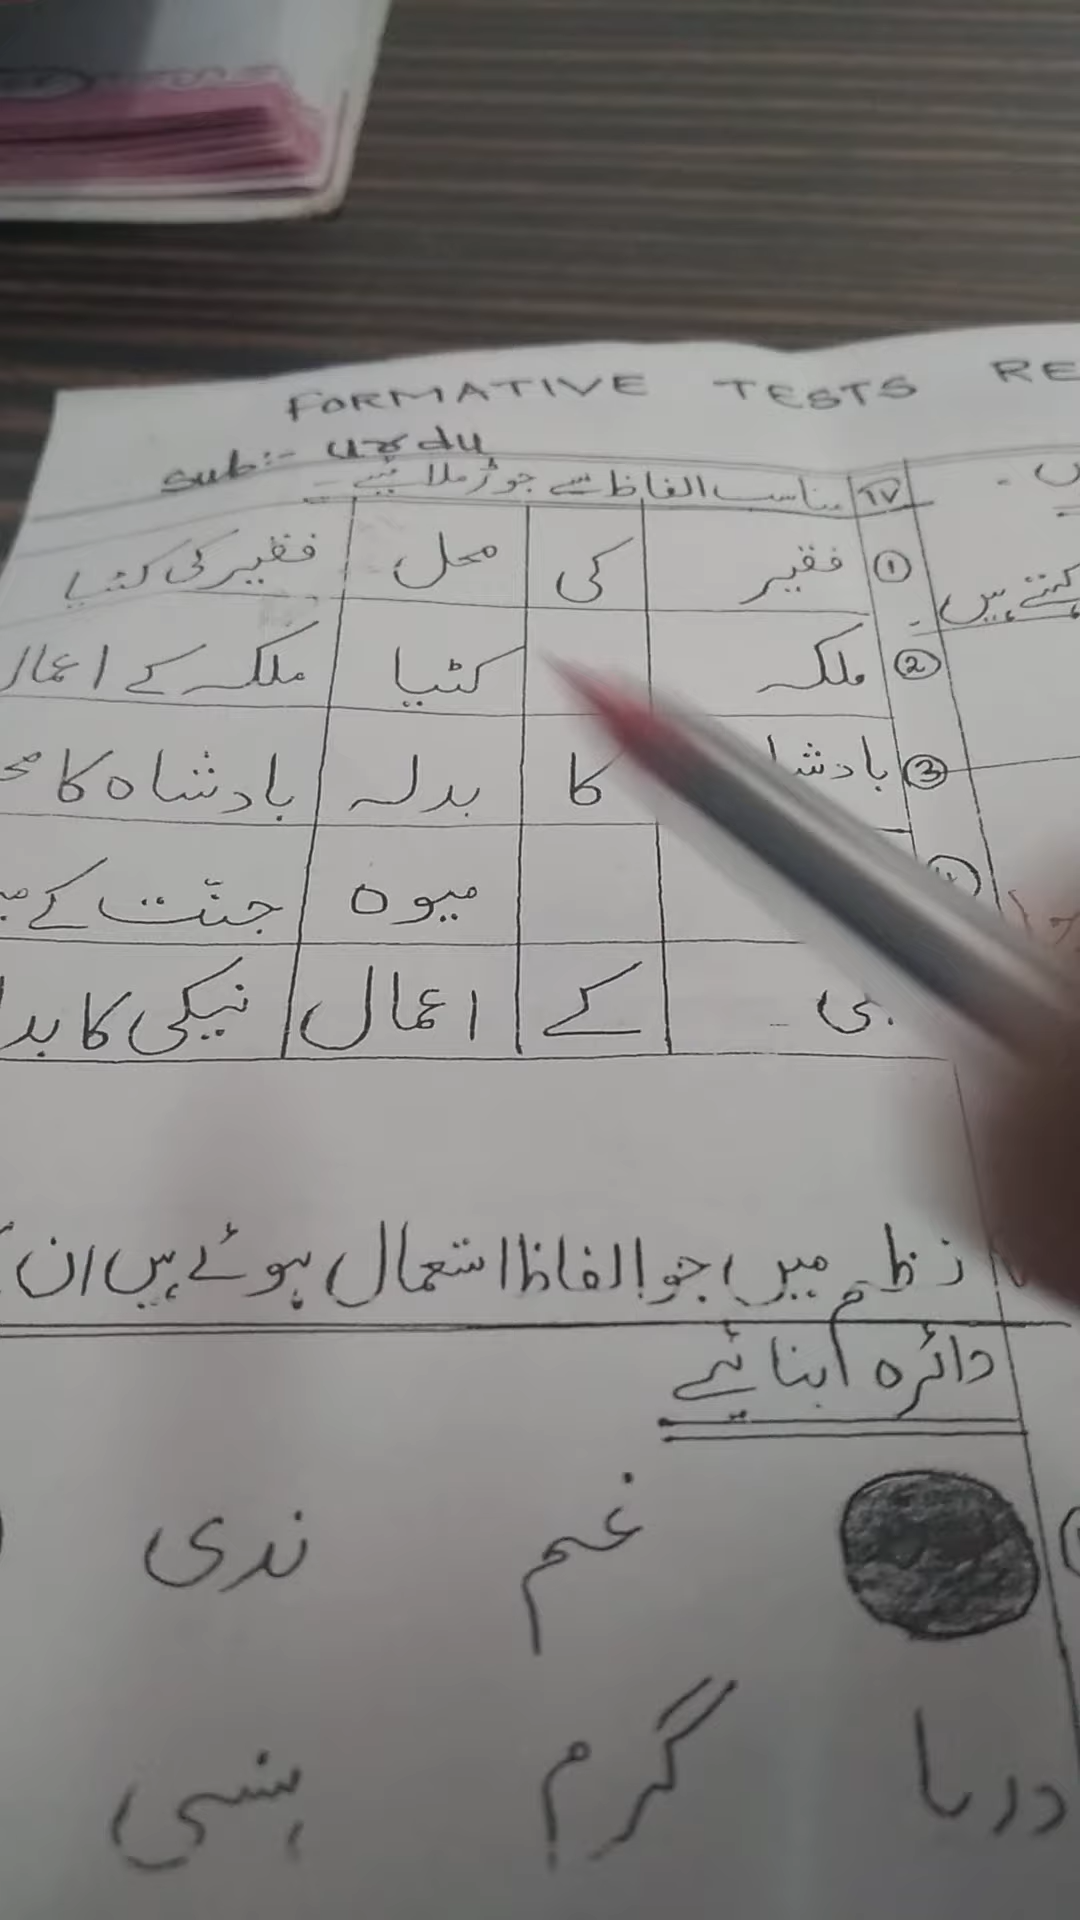 FORMATIVE TESTS RE
Sub:- Urdu
IV مناسب الفاظ سے جوڑ ملائیے۔
① فقیر کی محل فقیر کی کٹیا
② ملکہ کٹیا ملکہ کے اعمال
③ کا بدلہ بادشاہ کا
میوہ جنّت کے
کے اعمال نیکی کا
نظم میں جو الفاظ استعمال ہوئے ہیں ان
دائرہ بنائیے
غم ندی
دریا گرم ہنسی
کہتے ہیں۔